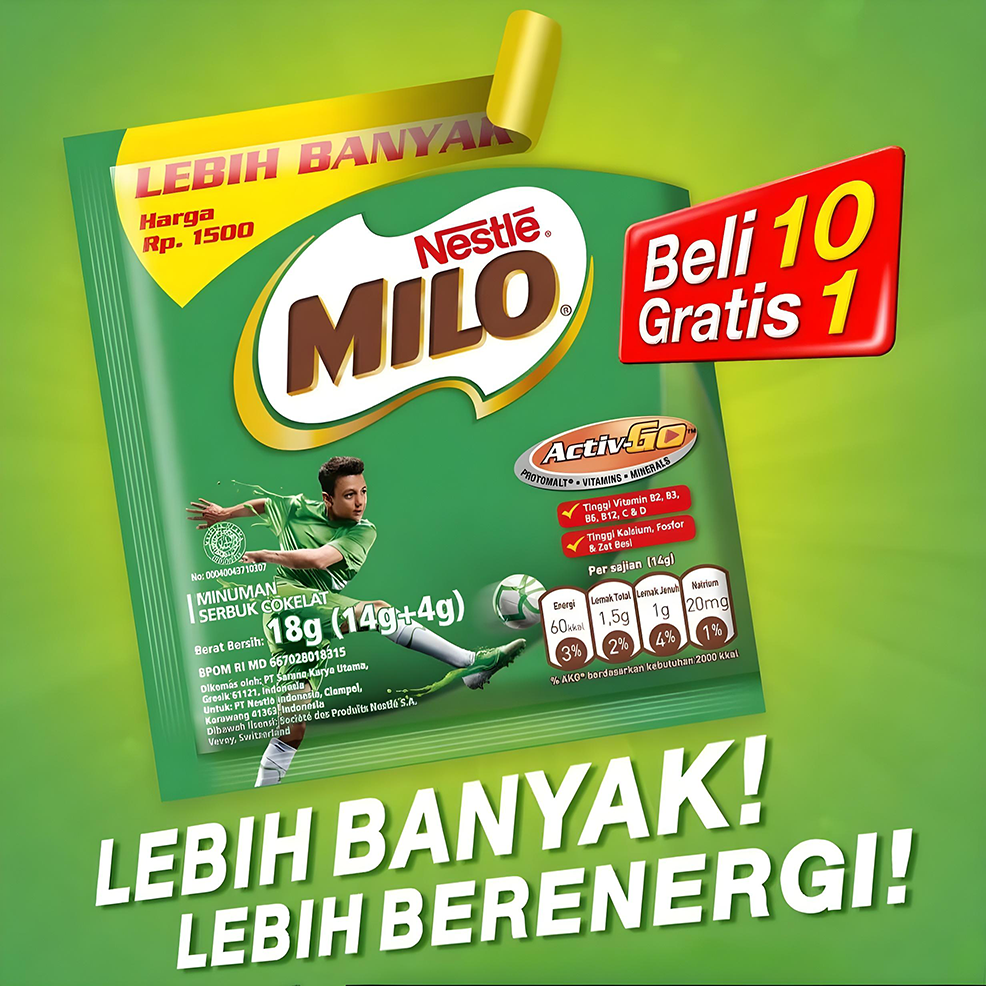 LEBIH BANYAK
Harga
Rp. 1500
Nestlé®
MILO®
Beli 10
Gratis 1
Activ-Go™
PROTOMALT® • VITAMINS • MINERALS
Tinggi Vitamin B2, B3,
B6, B12, C & D
Tinggi Kalsium, Fosfor
& Zat Besi
Per sajian (14g)
Energi
60kkal
3%
Lemak Total
1,5g
2%
Lemak Jenuh
1g
4%
Natrium
20mg
1%
% AKG* berdasarkan kebutuhan 2000 kkal
No: 00040043710307
MINUMAN
SERBUK COKELAT
Berat Bersih: 18g (14g+4g)
BPOM RI MD 667028018315
Dikemas oleh: PT Sarana Karya Utama,
Gresik 61121, Indonesia
Untuk: PT Nestlé Indonesia, Ciampel,
Karawang 41363 Indonesia
Dibawah lisensi: Société des Produits Nestlé S.A.
Vevey, Switzerland
LEBIH BANYAK!
LEBIH BERENERGI!